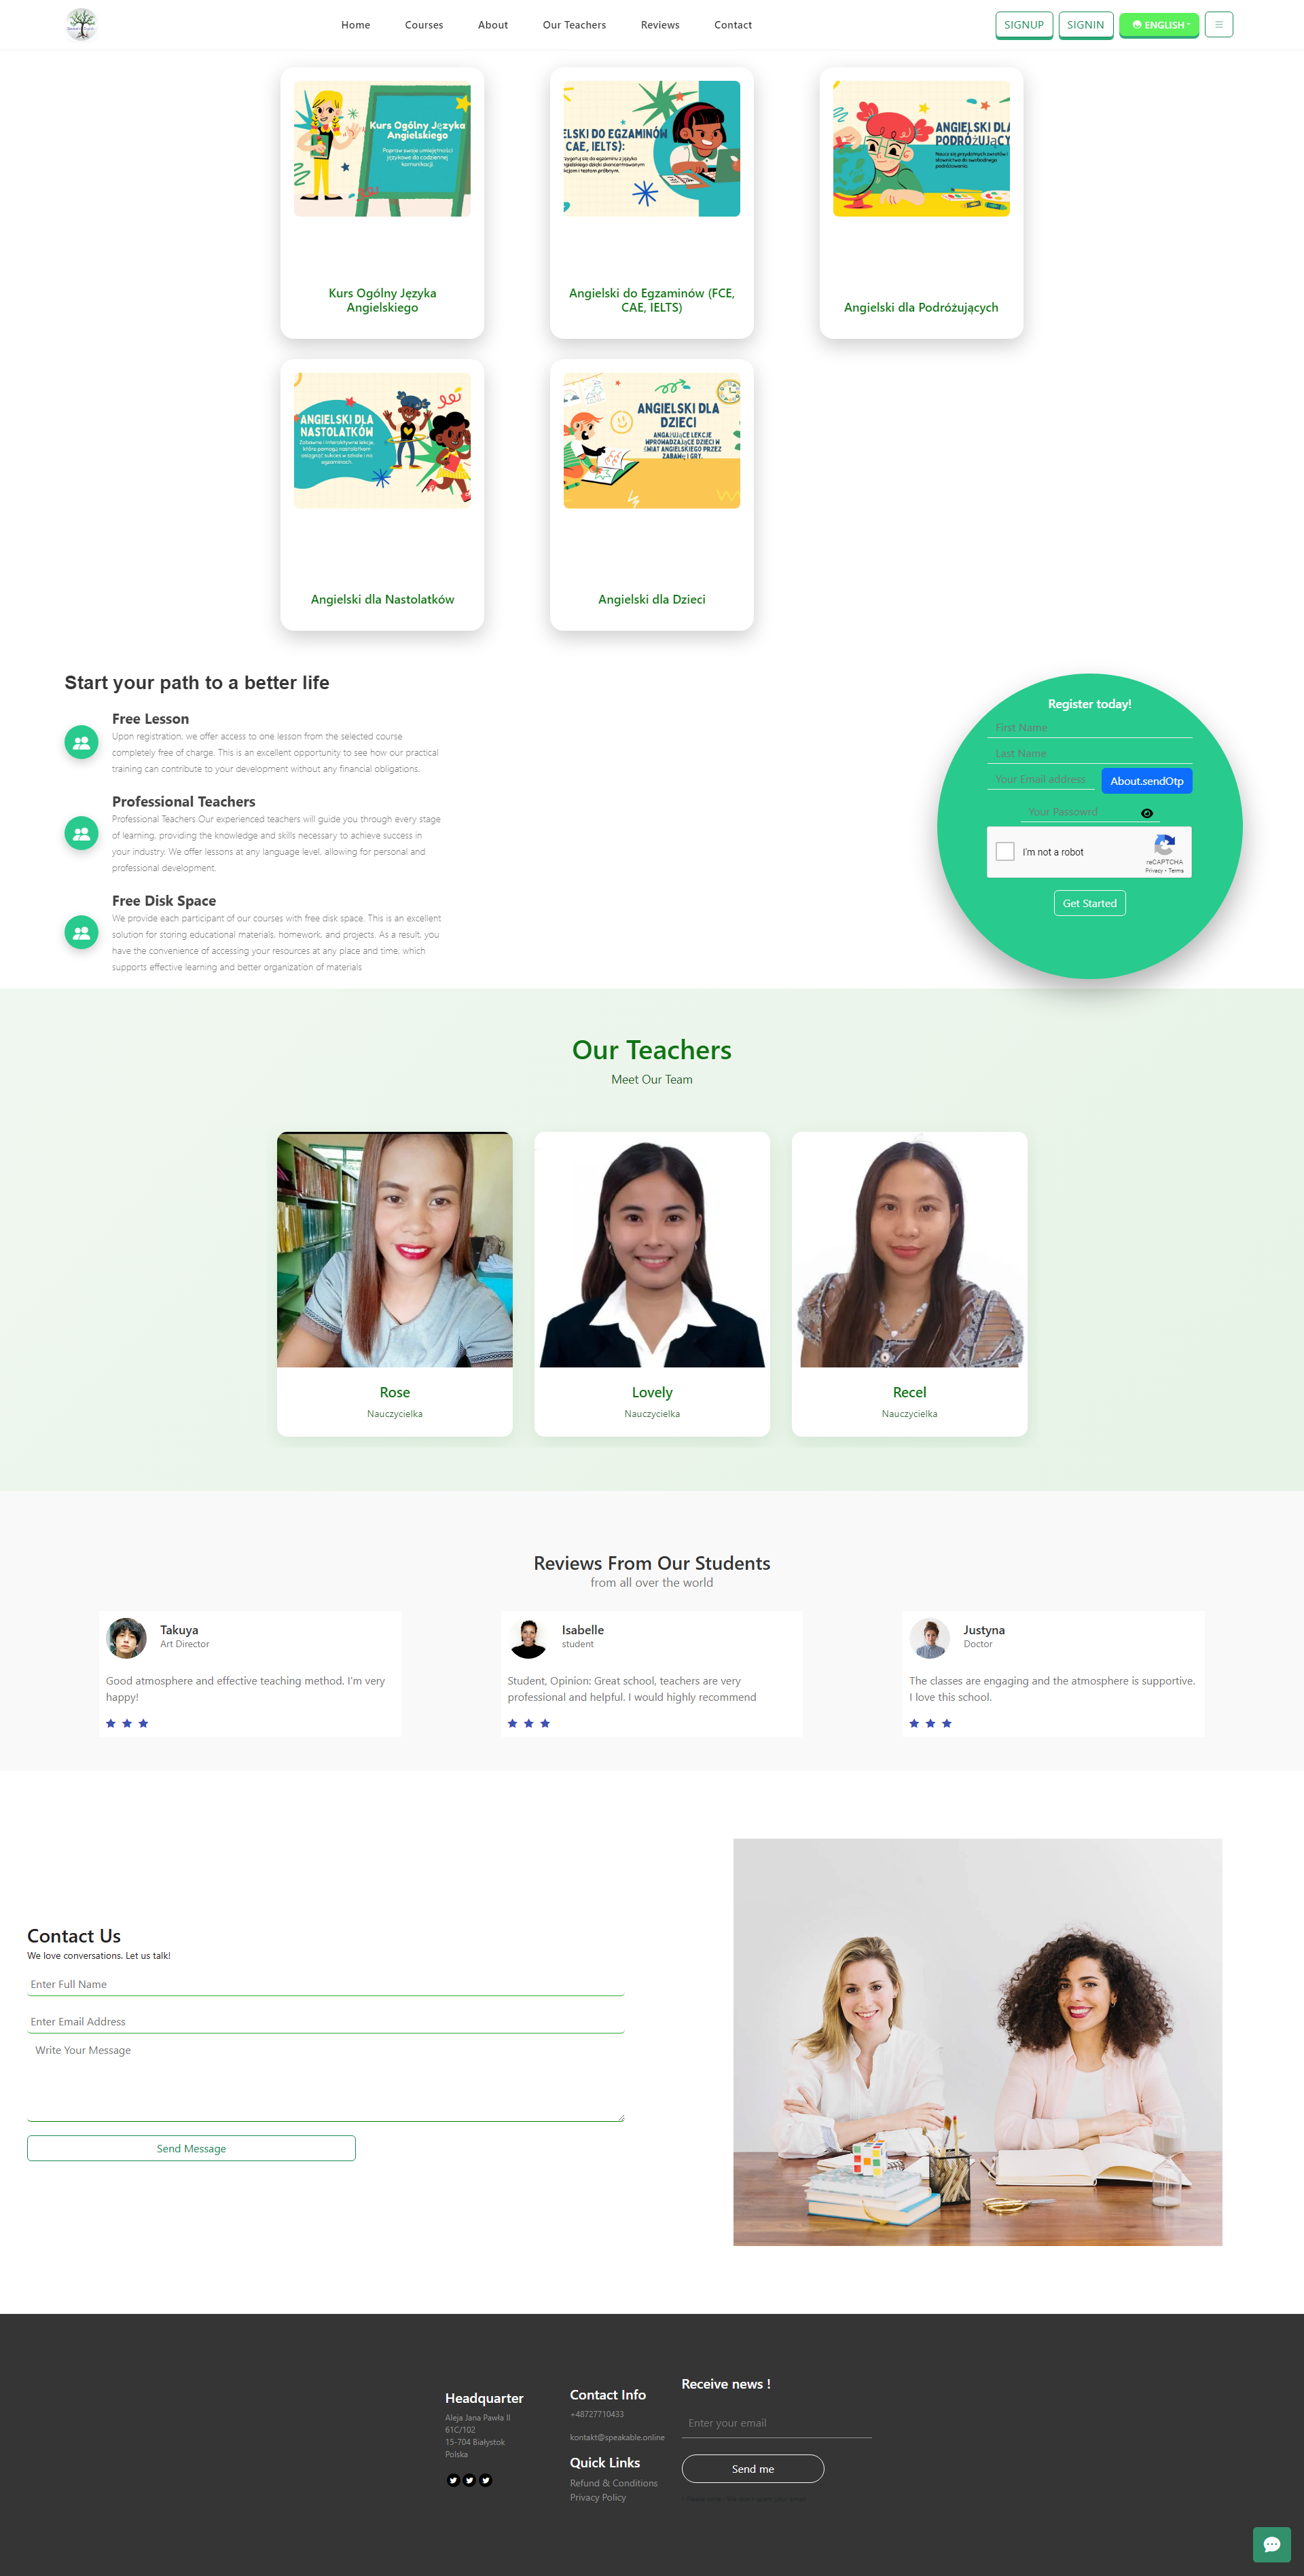 Home
Courses
About
Our Teachers
Reviews
Contact
SIGNUP
SIGNIN
ENGLISH
Kurs Ogólny Języka
Angielskiego
Popraw swoje umiejętności
językowe do codziennej
komunikacji.
Kurs Ogólny Języka
Angielskiego
ELSKI DO EGZAMINÓW
CAE, IELTS):
Angielski do Egzaminów (FCE,
CAE, IELTS)
ANGIELSKI DLA
PODRÓŻUJĄCY
Angielski dla Podróżujących
ANGIELSKI DLA
NASTOLATKÓW
Zabawne i interaktywne lekcje,
które pomogą nastolatkom
osiągnąć sukces w szkole i na
egzaminach.
Angielski dla Nastolatków
ANGIELSKI DLA
DZIECI
ANGAŻUJĄCE LEKCJE
WPROWADZAJĄCE DZIECI W
ŚWIAT ANGIELSKIEGO PRZEZ
ZABAWĘ I GRY.
Angielski dla Dzieci
Start your path to a better life
Free Lesson
Upon registration, we offer access to one lesson from the selected course
completely free of charge. This is an excellent opportunity to see how our practical
training can contribute to your development without any financial obligations.
Professional Teachers
Professional Teachers Our experienced teachers will guide you through every stage
of learning, providing the knowledge and skills necessary to achieve success in
your industry. We offer lessons at any language level, allowing for personal and
professional development.
Free Disk Space
We provide each participant of our courses with free disk space. This is an excellent
solution for storing educational materials, homework, and projects. As a result, you
have the convenience of accessing your resources at any place and time, which
supports effective learning and better organization of materials
Register today!
First Name
Last Name
Your Email address
About.sendOtp
Your Passowrd
I'm not a robot
reCAPTCHA
Privacy - Terms
Get Started
Our Teachers
Meet Our Team
Rose
Nauczycielka
Lovely
Nauczycielka
Recel
Nauczycielka
Reviews From Our Students
from all over the world
Takuya
Art Director
Good atmosphere and effective teaching method. I'm very
happy!
Isabelle
student
Student, Opinion: Great school, teachers are very
professional and helpful. I would highly recommend
Justyna
Doctor
The classes are engaging and the atmosphere is supportive.
I love this school.
Contact Us
We love conversations. Let us talk!
Enter Full Name
Enter Email Address
Write Your Message
Send Message
Headquarter
Aleja Jana Pawła II
61C/102
15-704 Białystok
Polska
Contact Info
+48727710433
kontakt@speakable.online
Quick Links
Refund & Conditions
Privacy Policy
Receive news !
Enter your email
Send me